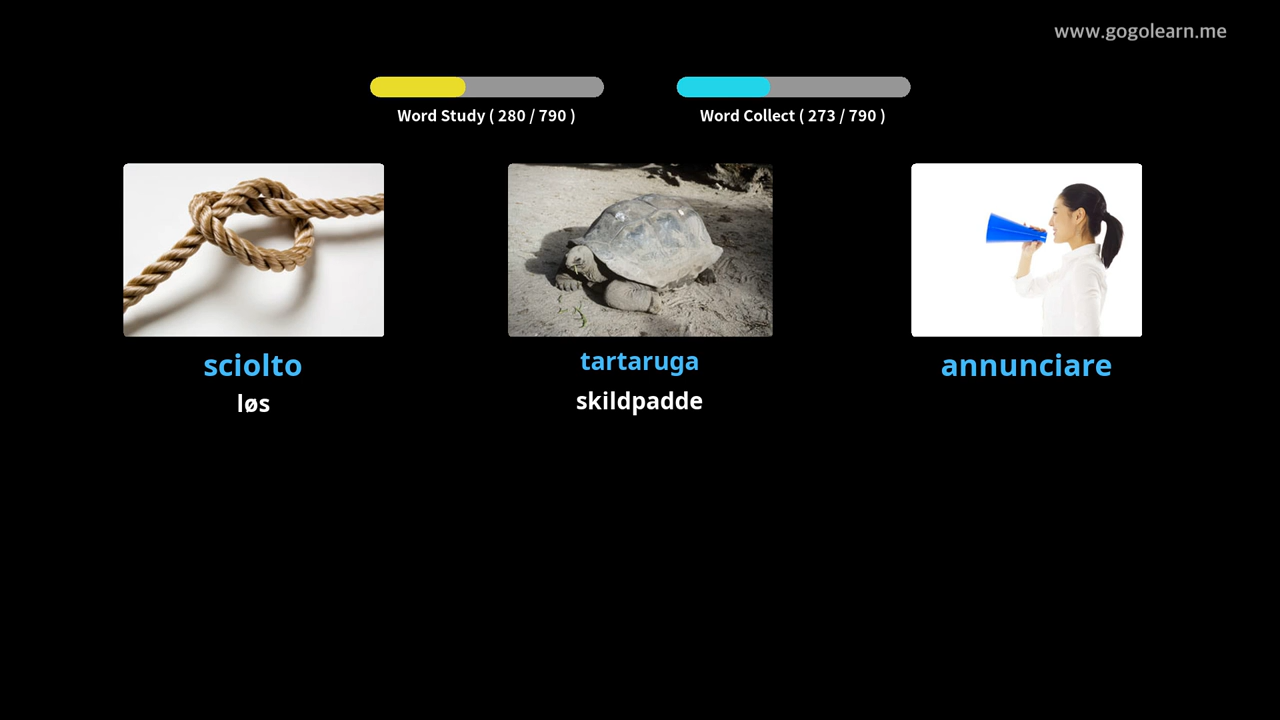 www.gogolearn.me
Word Study ( 280 / 790 )
Word Collect ( 273 / 790 )
sciolto
løs
tartaruga
skildpadde
annunciare